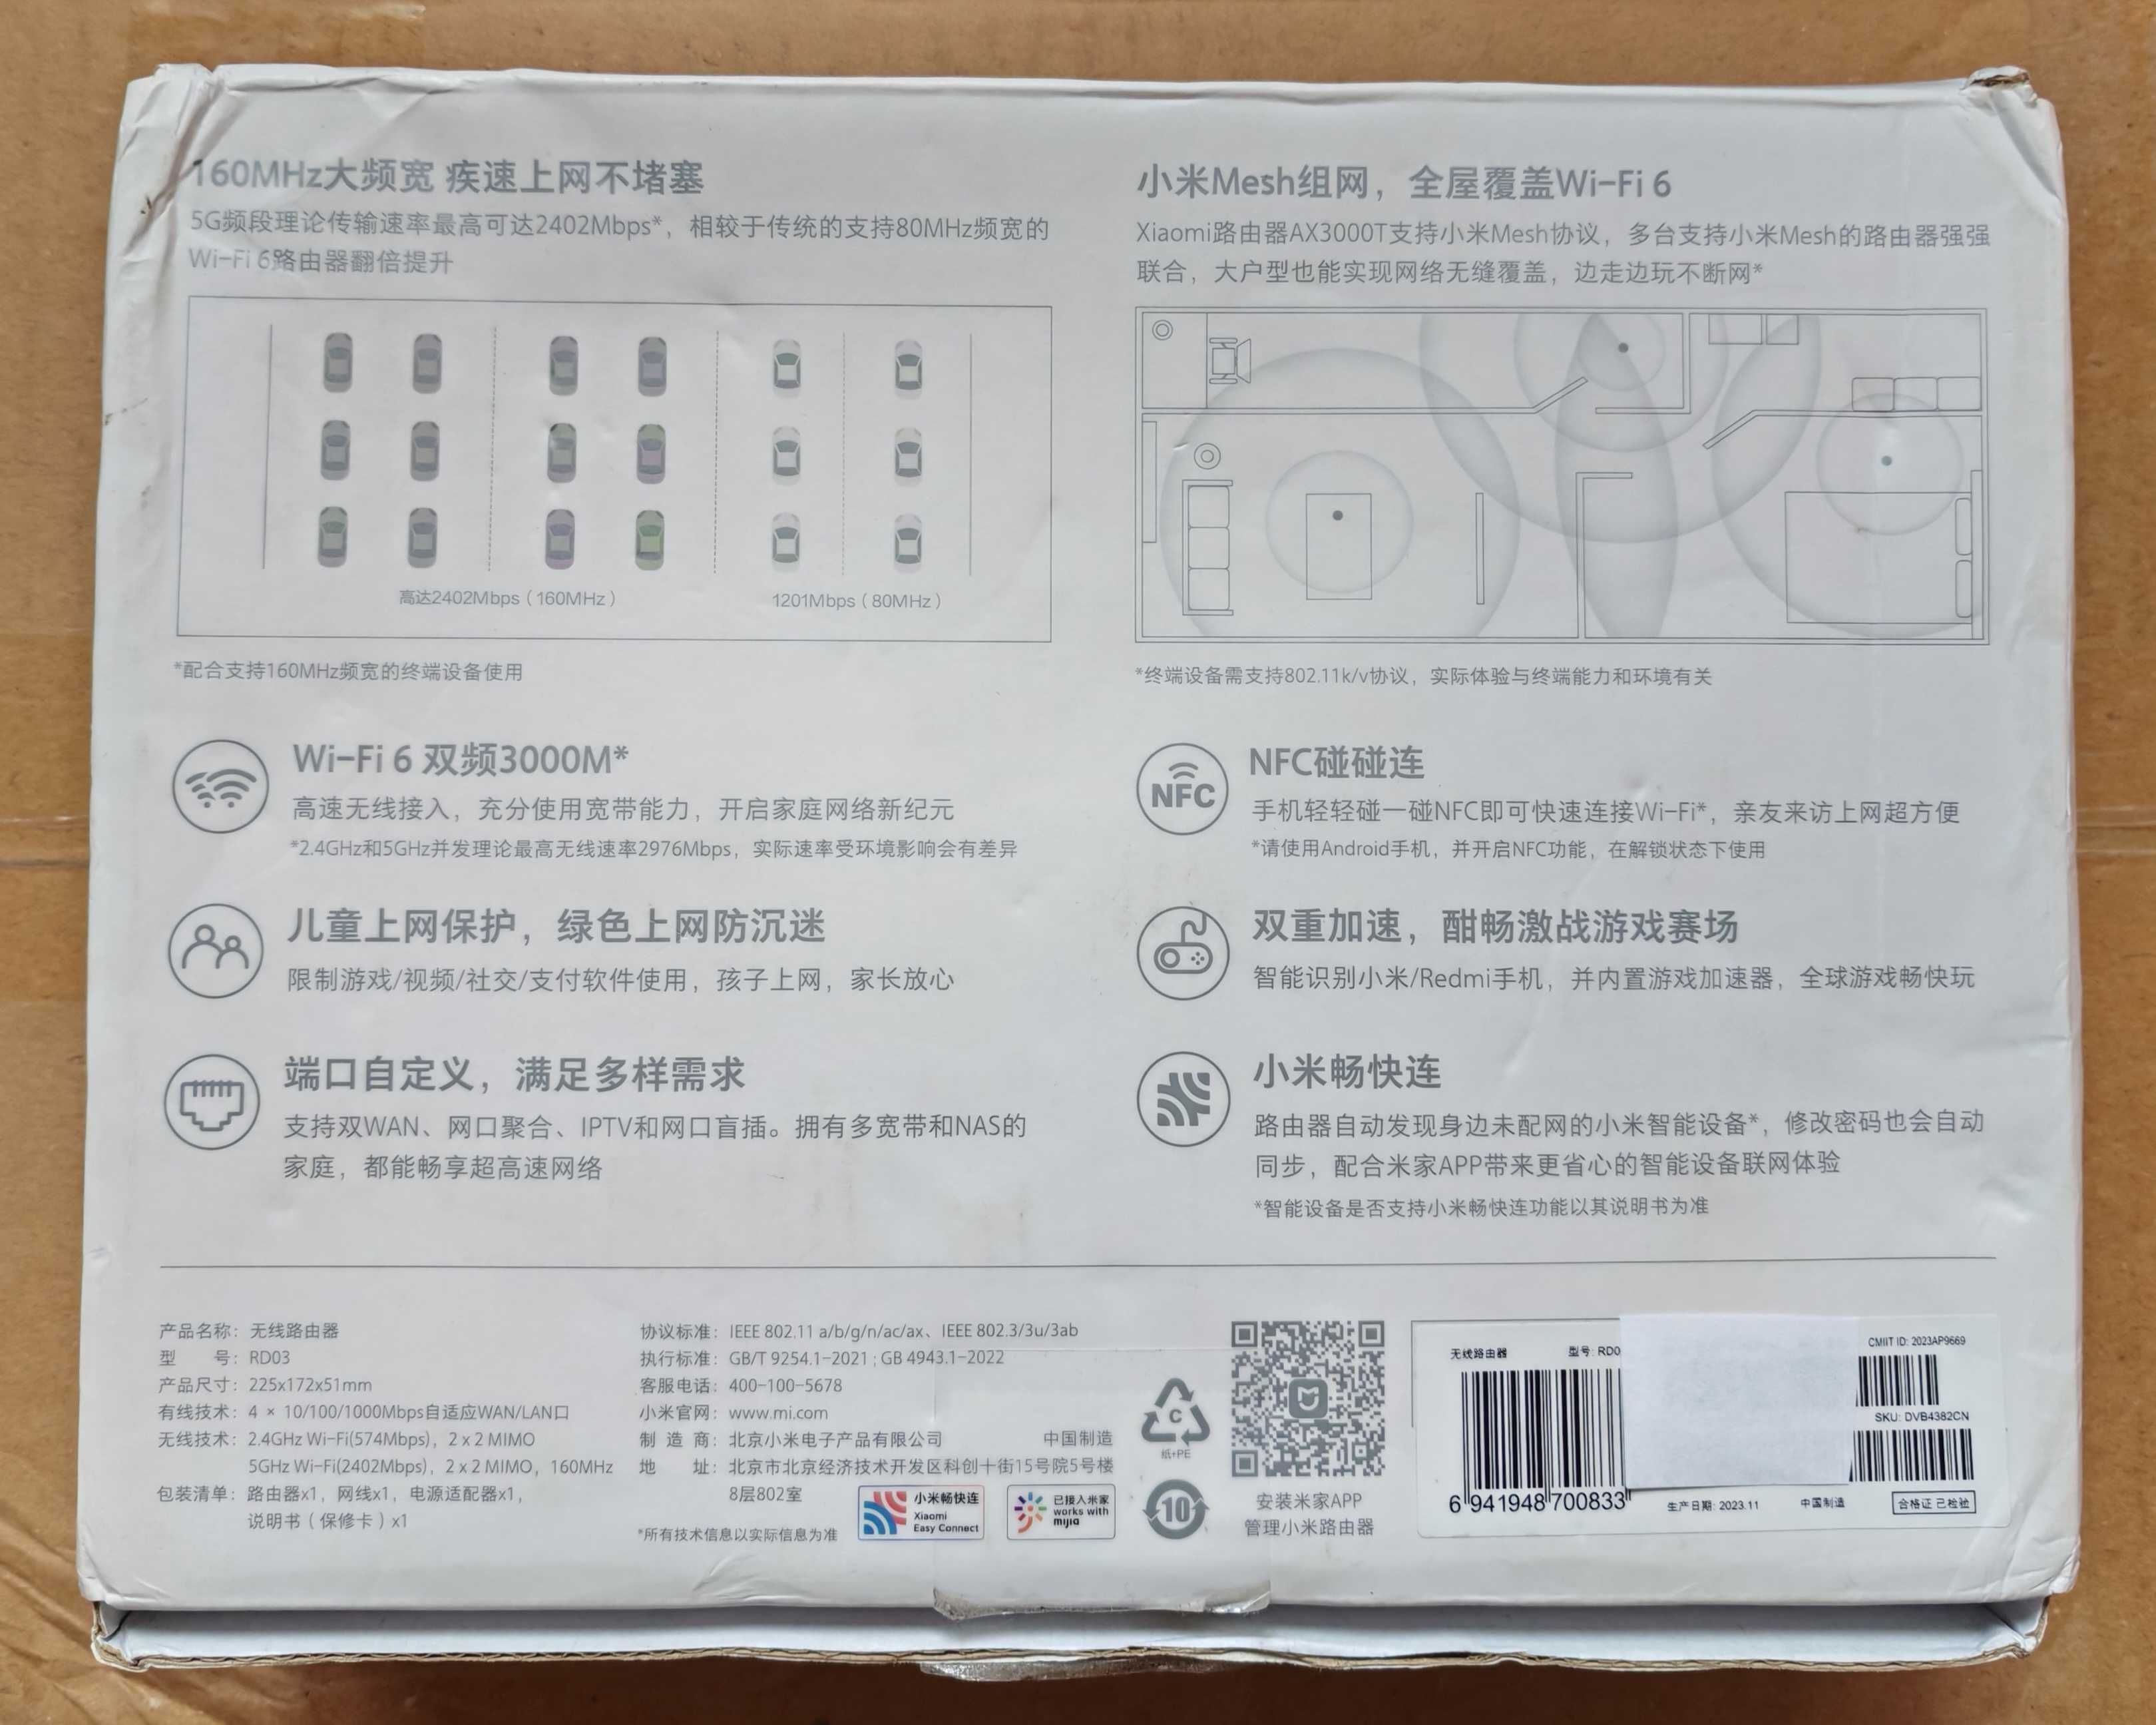 160MHz大频宽 疾速上网不堵塞
5G频段理论传输速率最高可达2402Mbps*，相较于传统的支持80MHz频宽的
Wi-Fi 6路由器翻倍提升
高达2402Mbps（160MHz）
1201Mbps（80MHz）
*配合支持160MHz频宽的终端设备使用
小米Mesh组网，全屋覆盖Wi-Fi 6
Xiaomi路由器AX3000T支持小米Mesh协议，多台支持小米Mesh的路由器强强
联合，大户型也能实现网络无缝覆盖，边走边玩不断网*
*终端设备需支持802.11k/v协议，实际体验与终端能力和环境有关
Wi-Fi 6 双频3000M*
高速无线接入，充分使用宽带能力，开启家庭网络新纪元
*2.4GHz和5GHz并发理论最高无线速率2976Mbps，实际速率受环境影响会有差异
NFC
NFC碰碰连
手机轻轻碰一碰NFC即可快速连接Wi-Fi*，亲友来访上网超方便
*请使用Android手机，并开启NFC功能，在解锁状态下使用
儿童上网保护，绿色上网防沉迷
限制游戏/视频/社交/支付软件使用，孩子上网，家长放心
双重加速，酣畅激战游戏赛场
智能识别小米/Redmi手机，并内置游戏加速器，全球游戏畅快玩
端口自定义，满足多样需求
支持双WAN、网口聚合、IPTV和网口盲插。拥有多宽带和NAS的
家庭，都能畅享超高速网络
小米畅快连
路由器自动发现身边未配网的小米智能设备*，修改密码也会自动
同步，配合米家APP带来更省心的智能设备联网体验
*智能设备是否支持小米畅快连功能以其说明书为准
产品名称：无线路由器
型 号：RD03
产品尺寸：225x172x51mm
有线技术：4 × 10/100/1000Mbps自适应WAN/LAN口
无线技术：2.4GHz Wi-Fi(574Mbps)，2 x 2 MIMO
5GHz Wi-Fi(2402Mbps)，2 x 2 MIMO，160MHz
包装清单：路由器x1，网线x1，电源适配器x1，
说明书（保修卡）x1
协议标准：IEEE 802.11 a/b/g/n/ac/ax、IEEE 802.3/3u/3ab
执行标准：GB/T 9254.1-2021 ; GB 4943.1-2022
客服电话：400-100-5678
小米官网：www.mi.com
制 造 商：北京小米电子产品有限公司 中国制造
地 址：北京市北京经济技术开发区科创十街15号院5号楼
8层802室
*所有技术信息以实际信息为准
小米畅快连
Xiaomi
Easy Connect
已接入米家
works with
mijia
C
纸+PE
10
安装米家APP
管理小米路由器
无线路由器 型号: RD0
CMIIT ID: 2023AP9669
SKU: DVB4382CN
6 941948 700833
生产日期: 2023.11 中国制造
合格证 已检验